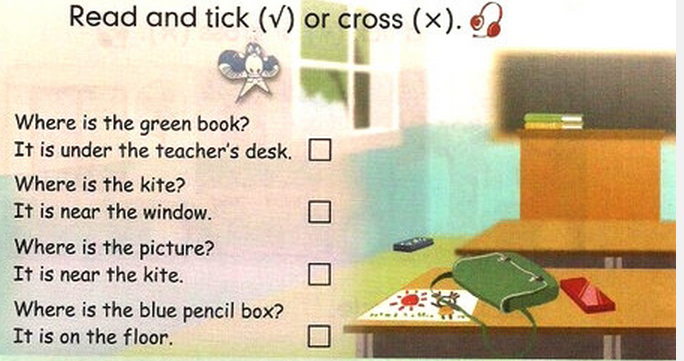 Read and tick (√) or cross (×).
Where is the green book?
It is under the teacher's desk.
Where is the kite?
It is near the window.
Where is the picture?
It is near the kite.
Where is the blue pencil box?
It is on the floor.